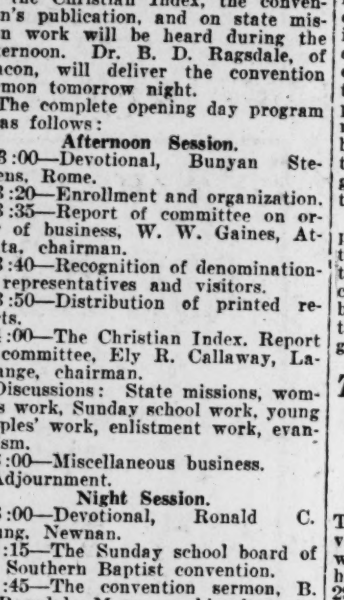 the Christian Index, the conven-
n's publication, and on state mis-
n work will be heard during the
ernoon. Dr. B. D. Ragsdale, of
acon, will deliver the convention
mon tomorrow night.
The complete opening day program
as follows:
Afternoon Session.
3:00—Devotional, Bunyan Ste-
ens, Rome.
3:20—Enrollment and organization.
3:35—Report of committee on or-
r of business, W. W. Gaines, At-
ta. chairman.
3:40—Recognition of denomination-
representatives and visitors.
3:50—Distribution of printed re-
rts.
:00—The Christian Index. Report
committee, Ely R. Callaway, La-
ange, chairman.
Discussions: State missions, wom-
s work, Sunday school work, young
ples' work, enlistment work, evan-
ism.
:00—Miscellaneous business.
Adjournment.
Night Session.
:00—Devotional, Ronald C.
ung. Newnan.
:15—The Sunday school board of
Southern Baptist convention.
:45—The convention sermon, B.